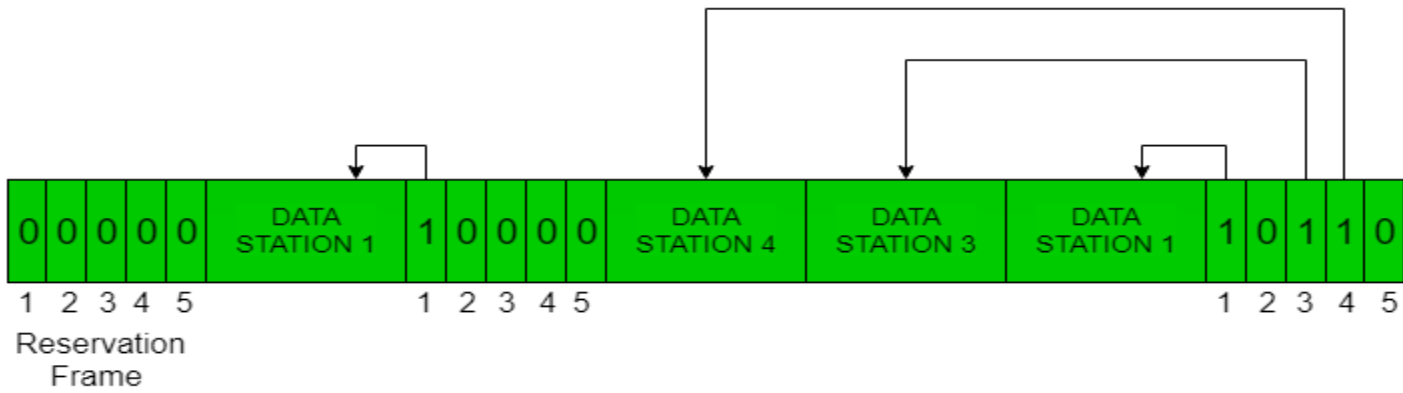 0 0 0 0 0 DATA STATION 1 1 0 0 0 0 DATA STATION 4 DATA STATION 3 DATA STATION 1 1 0 1 1 0
1 2 3 4 5 1 2 3 4 5 1 2 3 4 5
Reservation
Frame